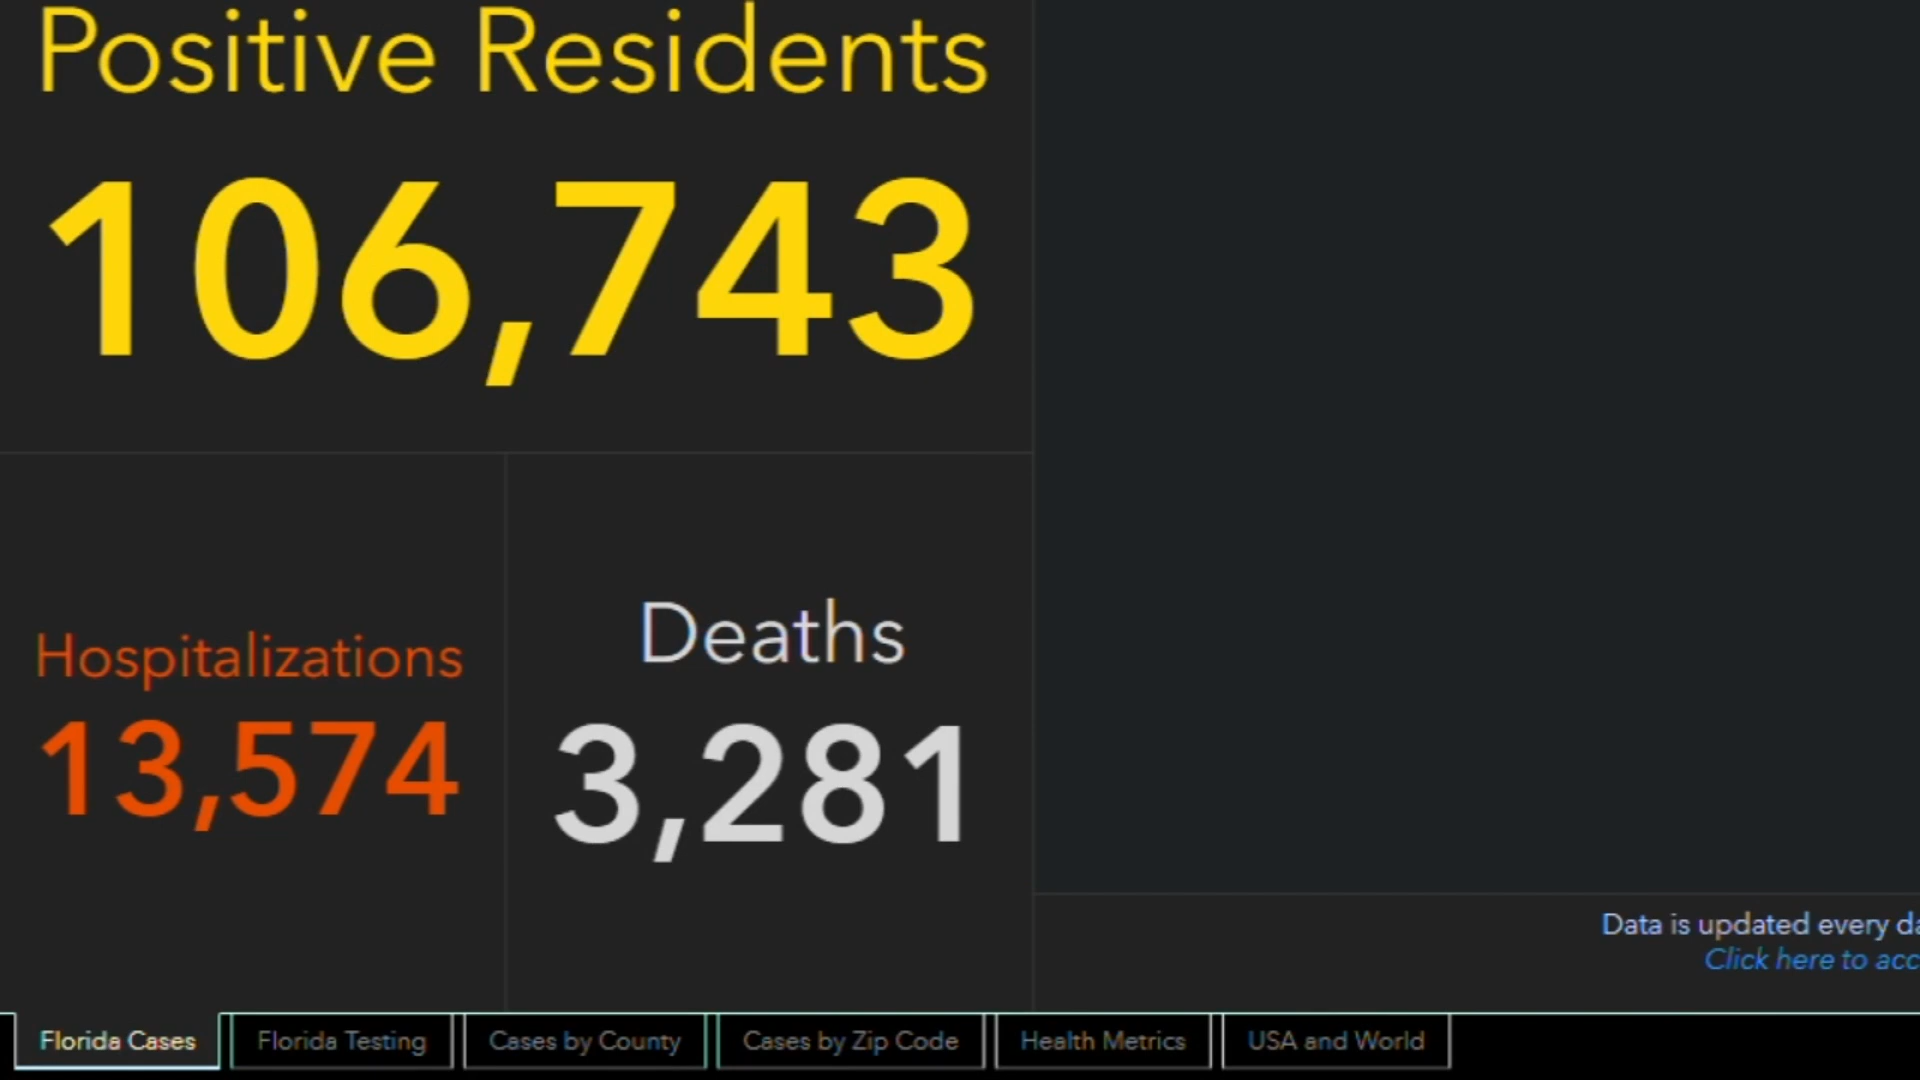 Positive Residents
106,743
Hospitalizations
13,574
Deaths
3,281
Data is updated every
Click here to
Florida Cases
Florida Testing
Cases by County
Cases by Zip Code
Health Metrics
USA and World